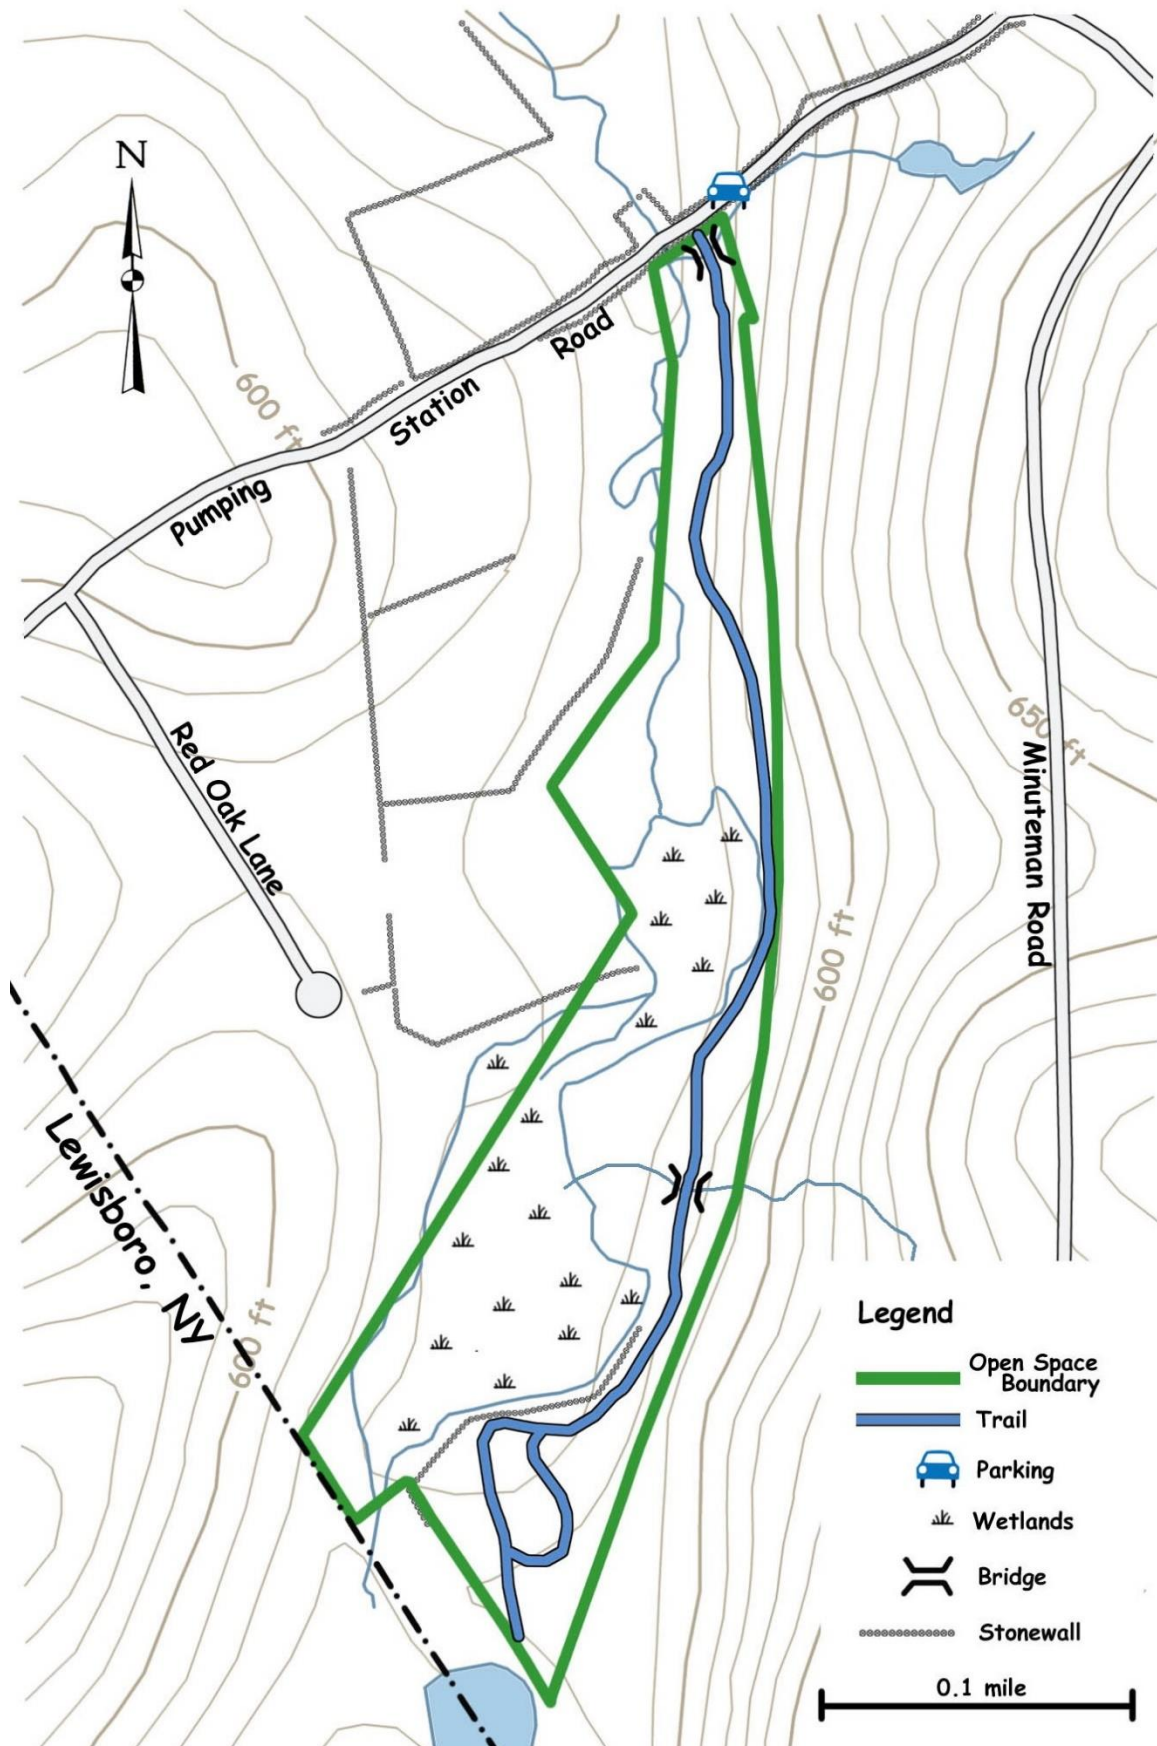 N
600 ft
Pumping
Station
Road
Red Oak Lane
650 ft
Minuteman Road
600 ft
Lewisboro, NY
600 ft
Legend
Open Space
Boundary
Trail
Parking
Wetlands
Bridge
Stonewall
0.1 mile